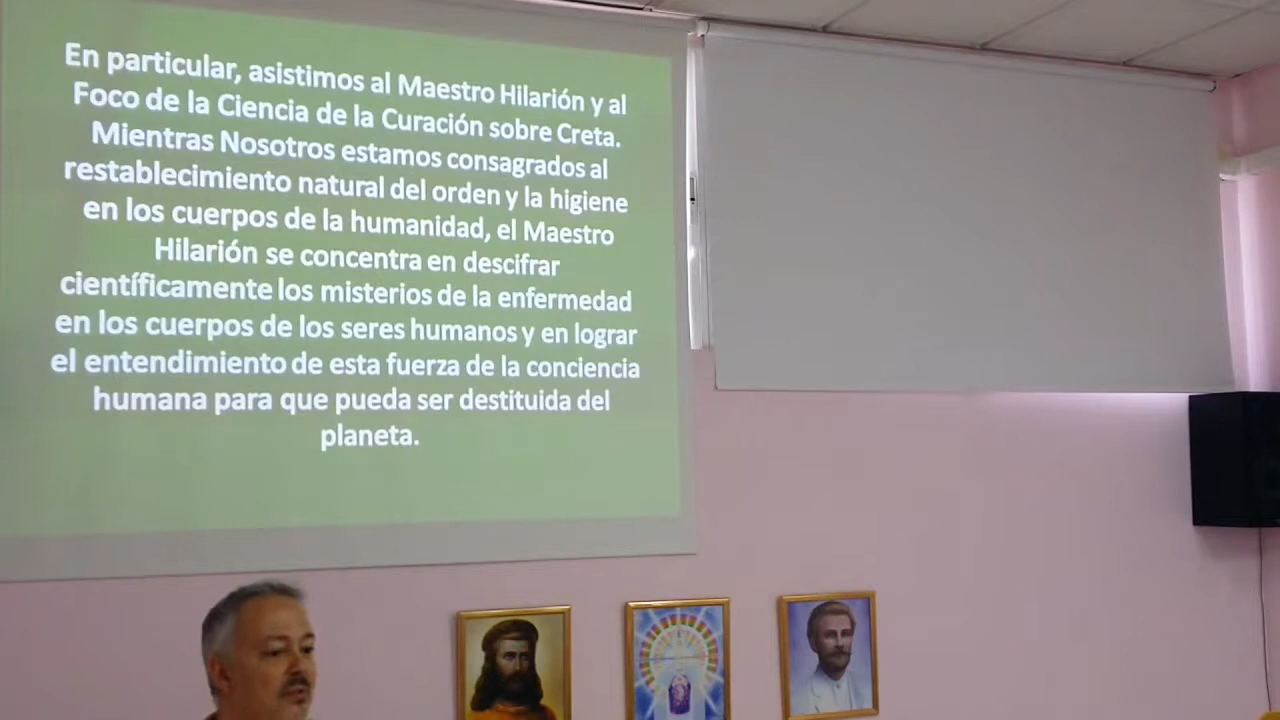 En particular, asistimos al Maestro Hilarión y al
Foco de la Ciencia de la Curación sobre Creta.
Mientras Nosotros estamos consagrados al
restablecimiento natural del orden y la higiene
en los cuerpos de la humanidad, el Maestro
Hilarión se concentra en descifrar
científicamente los misterios de la enfermedad
en los cuerpos de los seres humanos y en lograr
el entendimiento de esta fuerza de la conciencia
humana para que pueda ser destituida del
planeta.